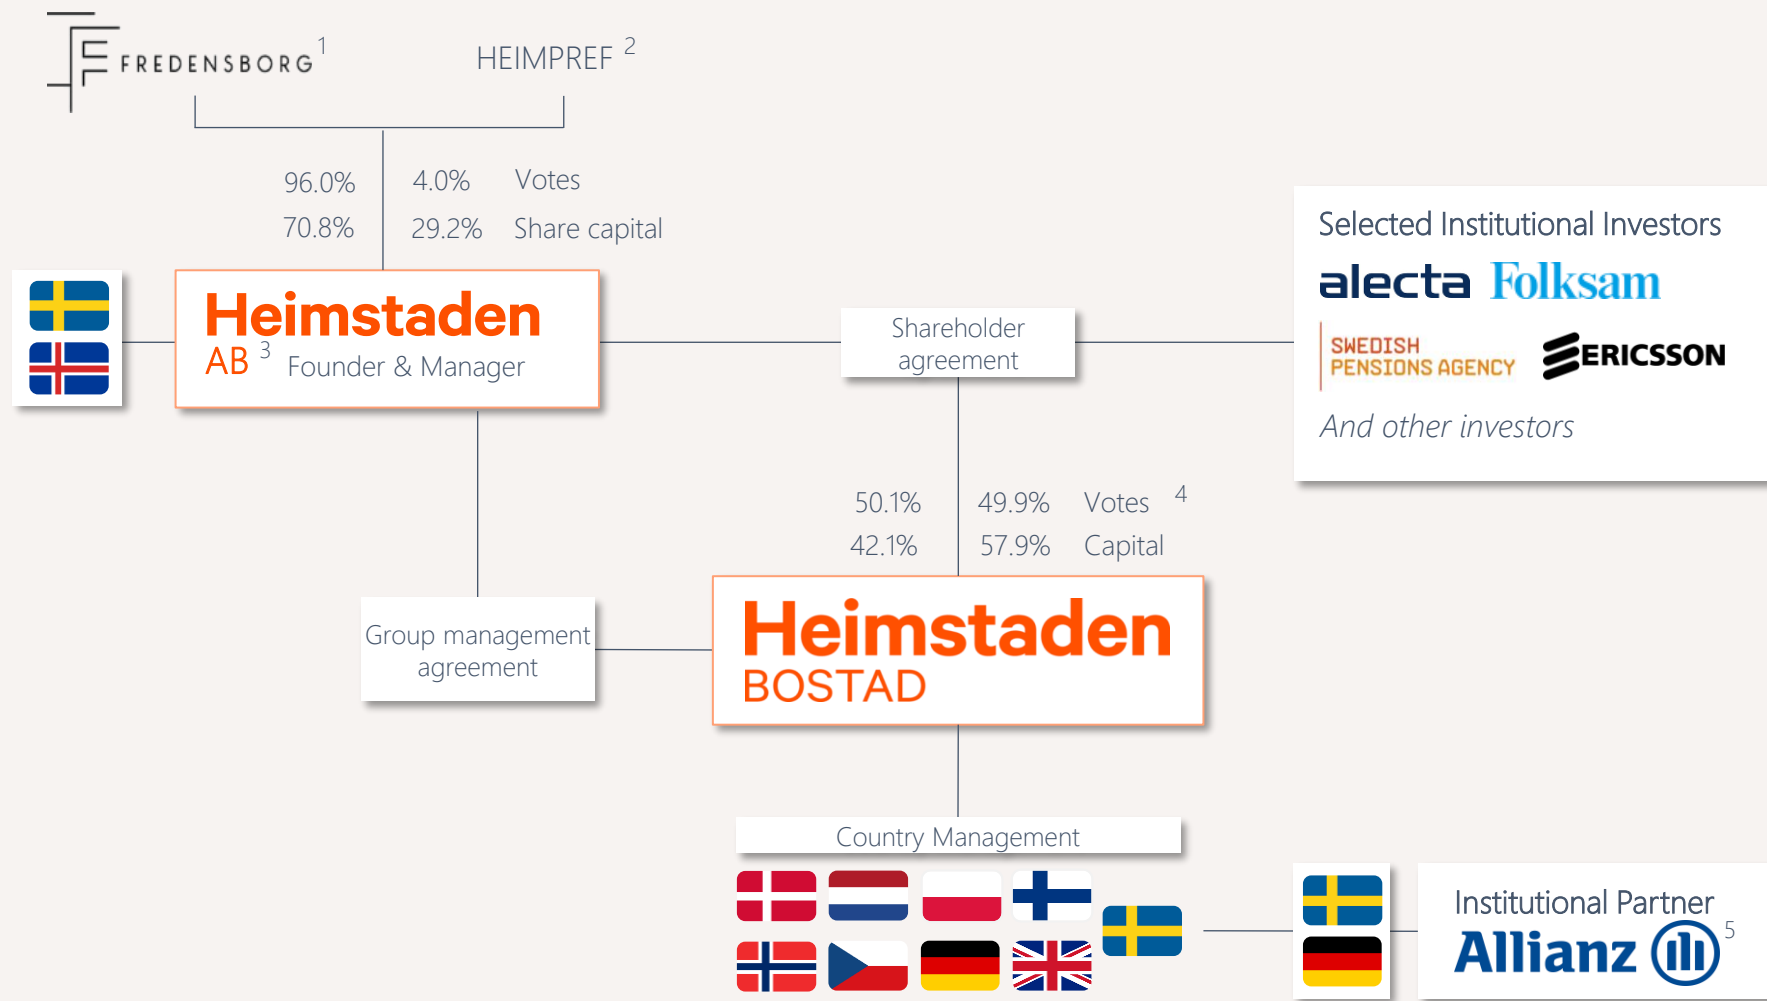 FREDENSBORG 1
HEIMPREF 2
96.0% 4.0% Votes
70.8% 29.2% Share capital
Heimstaden
AB 3 Founder & Manager
Shareholder
agreement
Selected Institutional Investors
alecta Folksam
SWEDISH
PENSIONS AGENCY
ERICSSON
And other investors
50.1% 49.9% Votes 4
42.1% 57.9% Capital
Group management
agreement
Heimstaden
BOSTAD
Country Management
Institutional Partner
Allianz 5